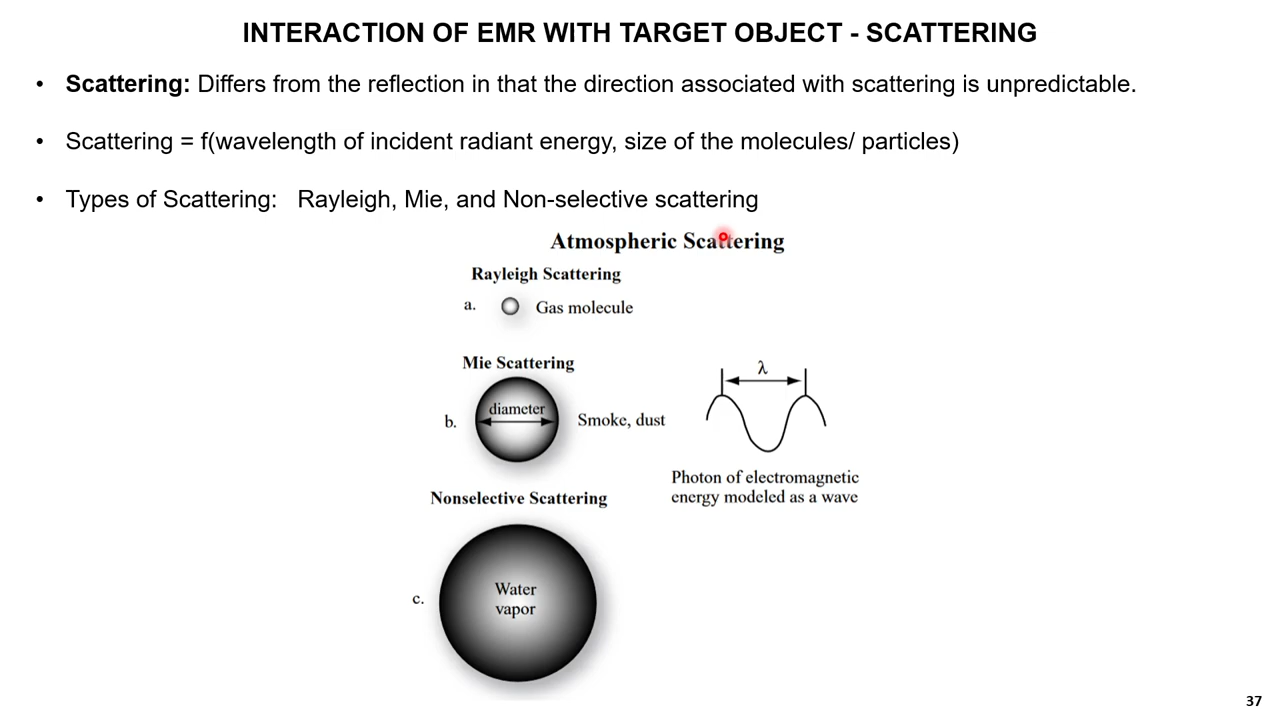 INTERACTION OF EMR WITH TARGET OBJECT - SCATTERING
• Scattering: Differs from the reflection in that the direction associated with scattering is unpredictable.
• Scattering = f(wavelength of incident radiant energy, size of the molecules/ particles)
• Types of Scattering: Rayleigh, Mie, and Non-selective scattering
Atmospheric Scattering
Rayleigh Scattering
a. Gas molecule
Mie Scattering
λ
diameter
b. Smoke, dust
Photon of electromagnetic
energy modeled as a wave
Nonselective Scattering
Water
c.
vapor
37